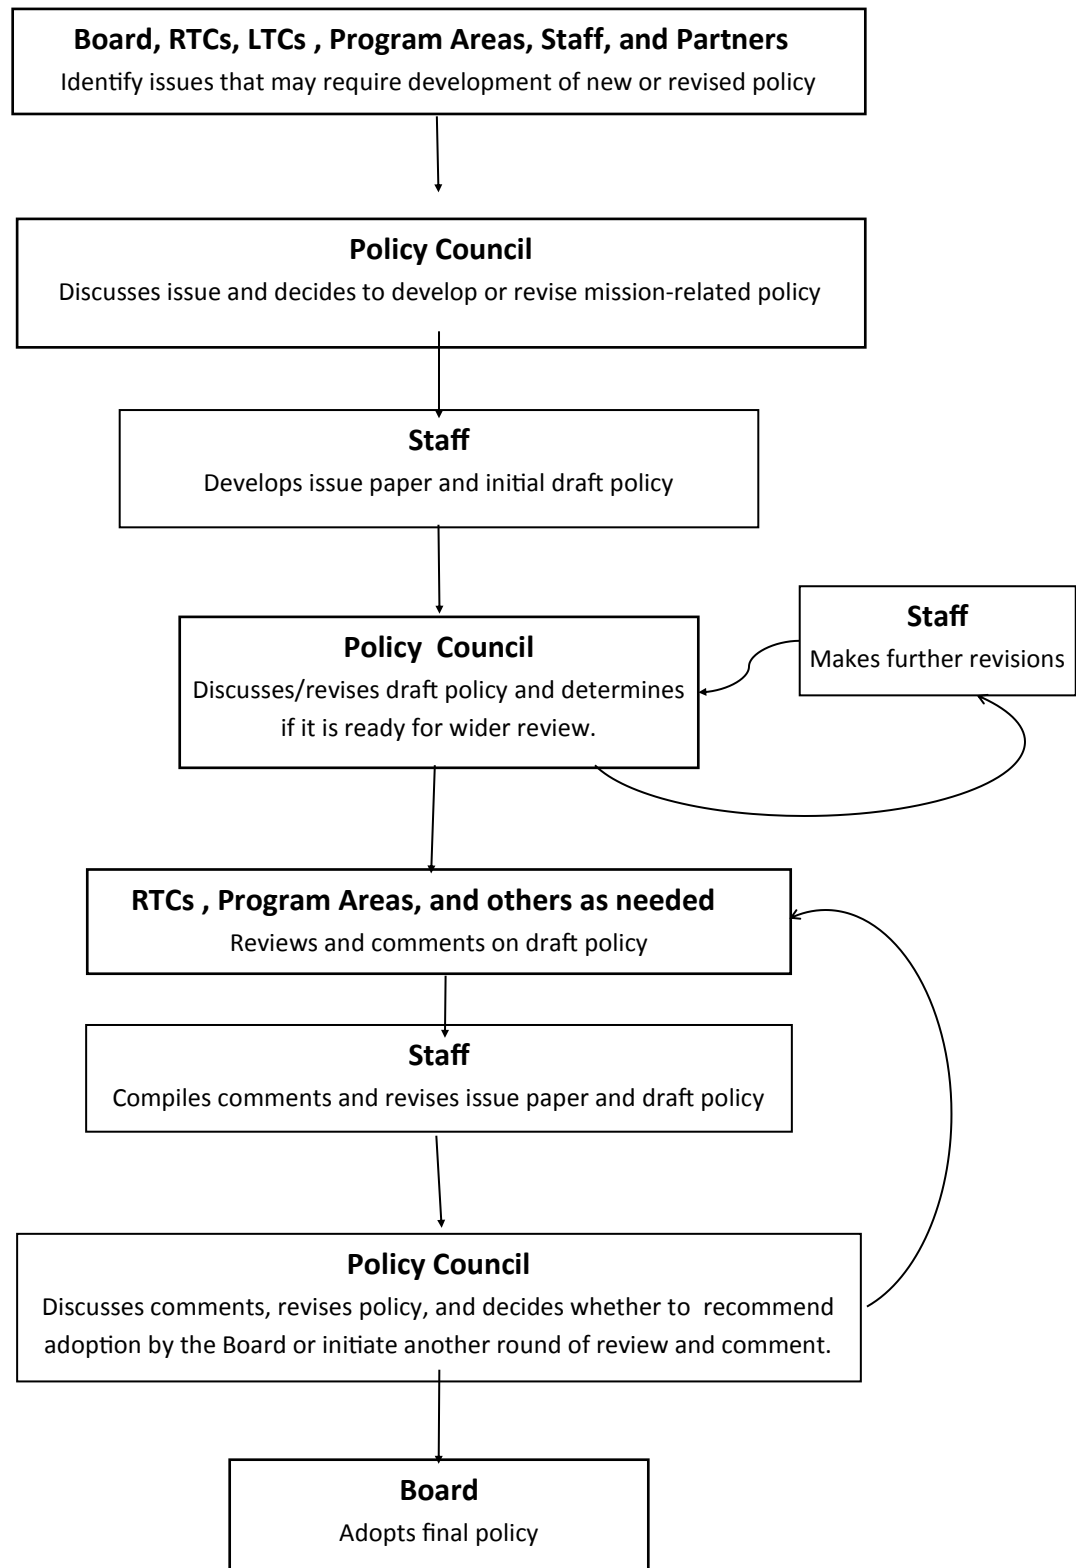 Board, RTCs, LTCs , Program Areas, Staff, and Partners
Identify issues that may require development of new or revised policy
Policy Council
Discusses issue and decides to develop or revise mission-related policy
Staff
Develops issue paper and initial draft policy
Policy  Council
Discusses/revises draft policy and determines
if it is ready for wider review.
Staff
Makes further revisions
RTCs , Program Areas, and others as needed
Reviews and comments on draft policy
Staff
Compiles comments and revises issue paper and draft policy
Policy Council
Discusses comments, revises policy, and decides whether to  recommend
adoption by the Board or initiate another round of review and comment.
Board
Adopts final policy